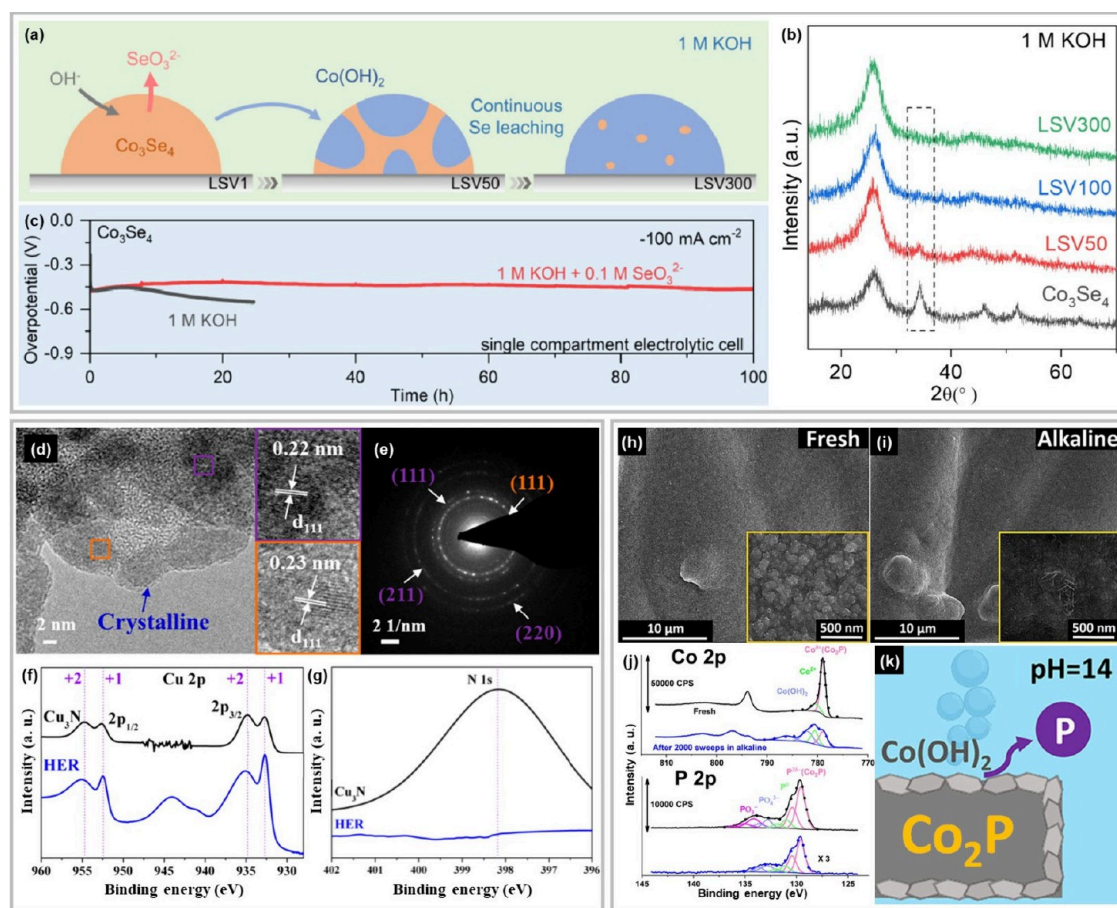 (a)
SeO₃²⁻
1 M KOH
OH⁻
Co(OH)₂
Continuous
Se leaching
Co₃Se₄
LSV1
LSV50
LSV300
(b)
1 M KOH
LSV300
LSV100
LSV50
Co₃Se₄
Intensity (a.u.)
20
40
60
2θ(°)
(c)
Co₃Se₄
-100 mA cm⁻²
1 M KOH + 0.1 M SeO₃²⁻
1 M KOH
single compartment electrolytic cell
Overpotential (V)
0.0
-0.3
-0.6
-0.9
0
20
40
60
80
100
Time (h)
(d)
0.22 nm
d₁₁₁
0.23 nm
d₁₁₁
Crystalline
2 nm
(e)
(111)
(111)
(211)
(220)
2 1/nm
(f)
+2
+1
Cu 2p
+2
+1
Cu₃N
2p₁/₂
2p₃/₂
HER
Intensity (a. u.)
960
955
950
945
940
935
930
Binding energy (eV)
(g)
N 1s
Cu₃N
HER
402
401
400
399
398
397
396
Binding energy (eV)
(h)
Fresh
10 µm
500 nm
(i)
Alkaline
10 µm
500 nm
(j)
Co 2p
50000 CPS
Co(OH)₂
Fresh
After 2000 sweeps in alkaline
810
800
790
780
770
P 2p
10000 CPS
X 3
Intensity (a. u.)
145
140
135
130
125
Binding energy (eV)
(k)
pH=14
P
Co(OH)₂
Co₂P